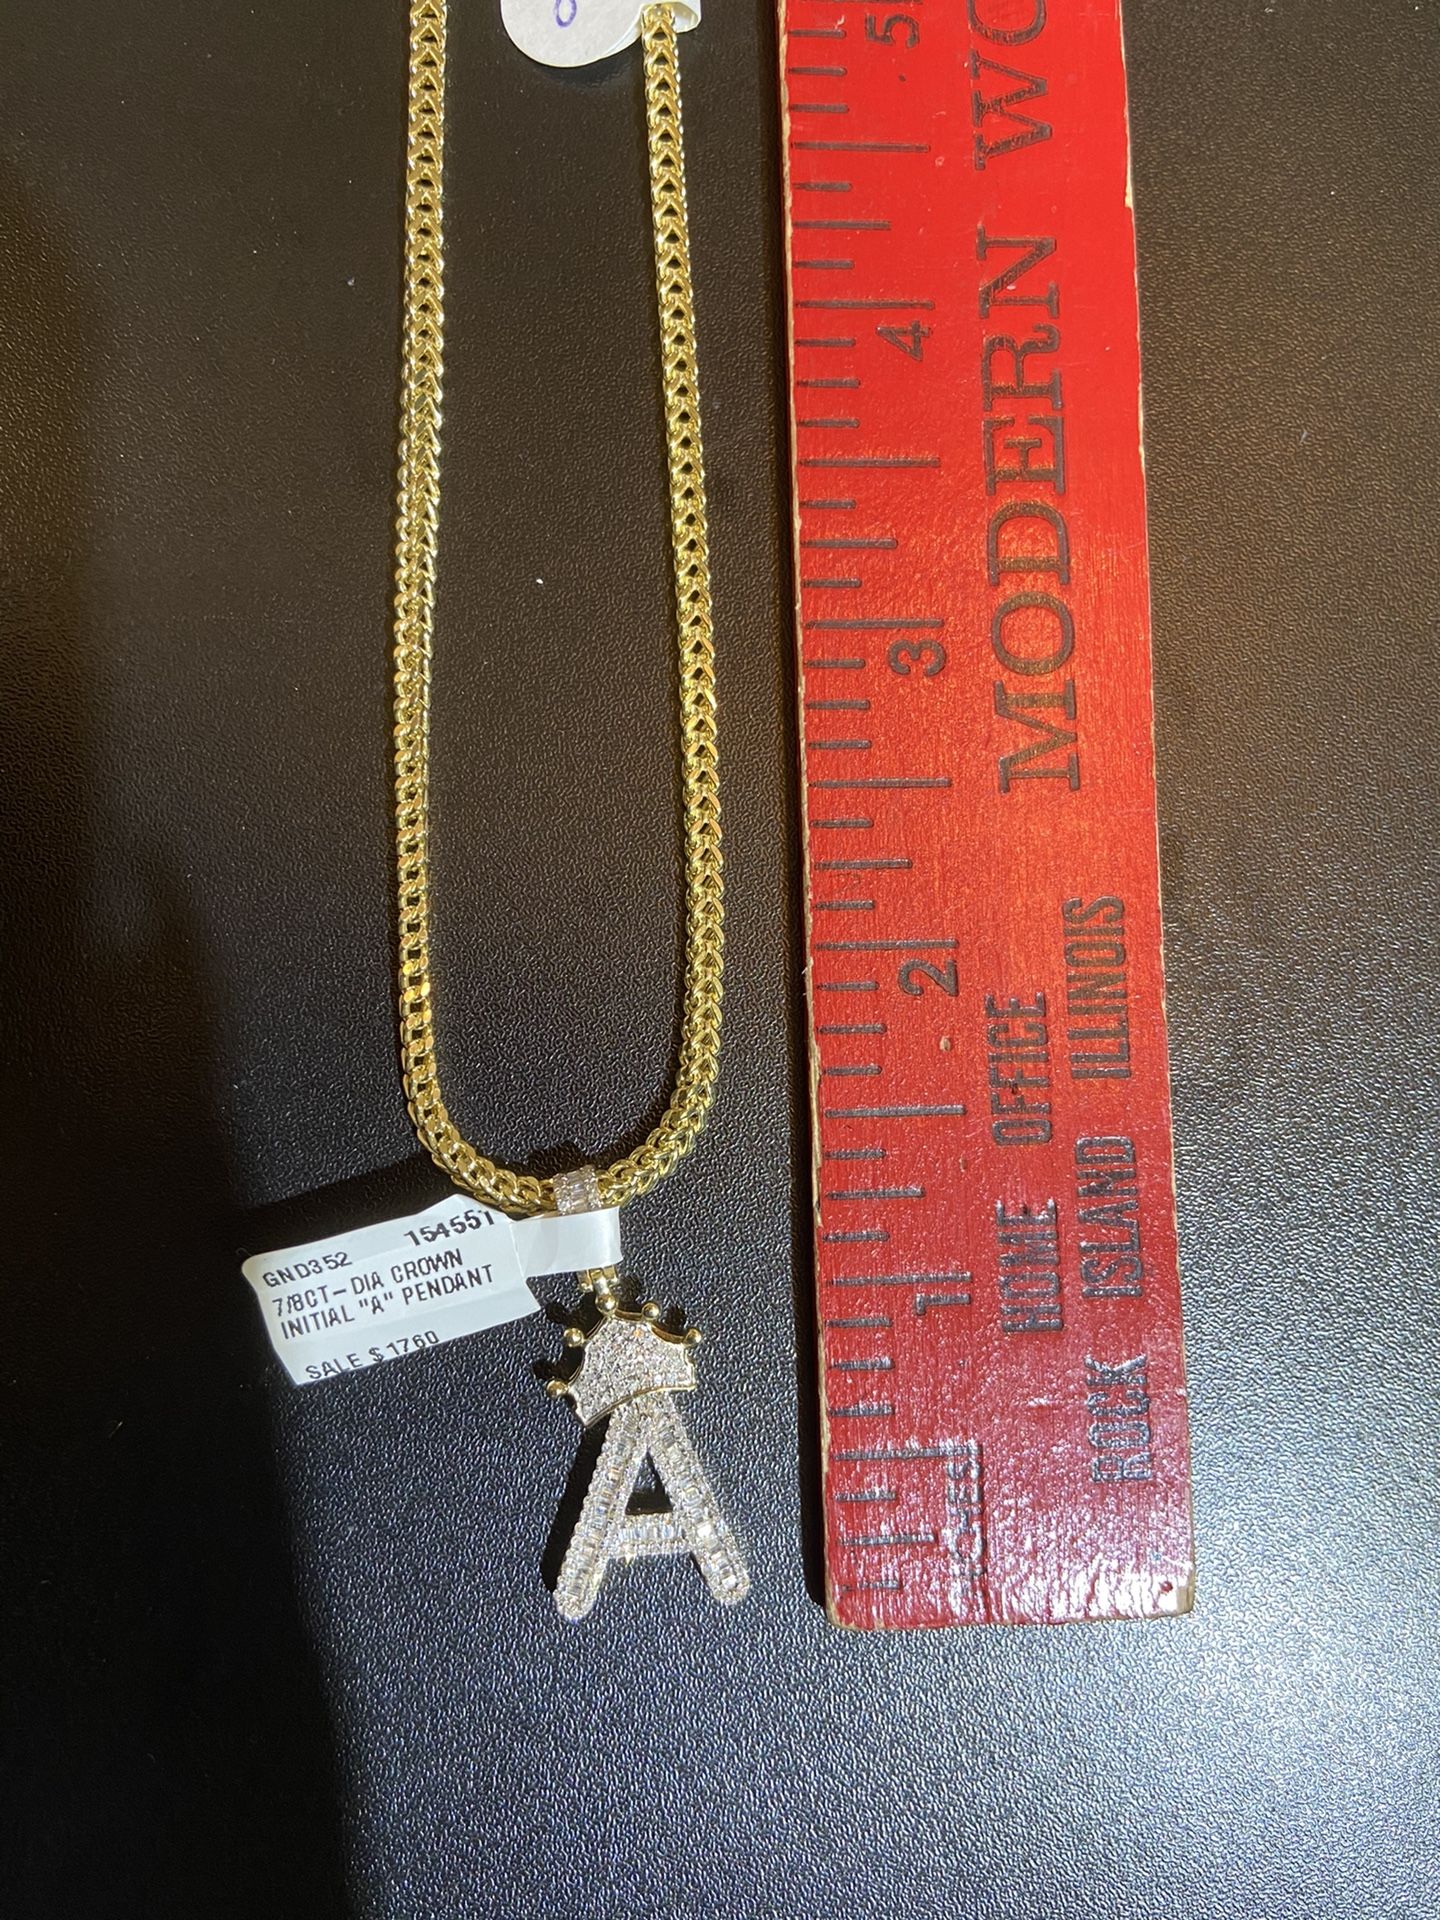 GND352 154551
7/8CT-DIA CROWN
INITIAL "A" PENDANT
SALE $1760
A
5
4
3
2
1
INCHES
MODERN WO
HOME OFFICE
ROCK ISLAND ILLINOIS